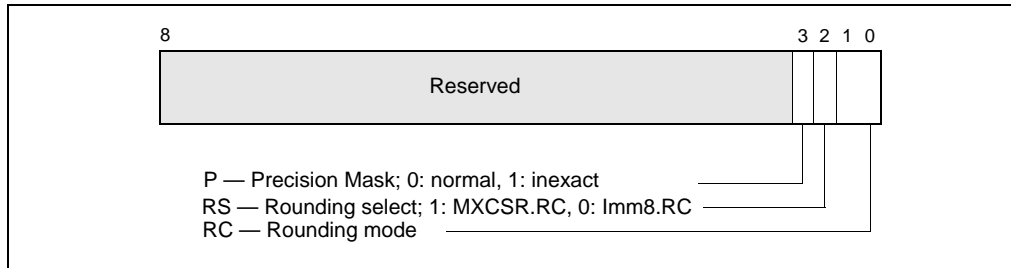 8 3 2 1 0
Reserved
P — Precision Mask; 0: normal, 1: inexact
RS — Rounding select; 1: MXCSR.RC, 0: Imm8.RC
RC — Rounding mode